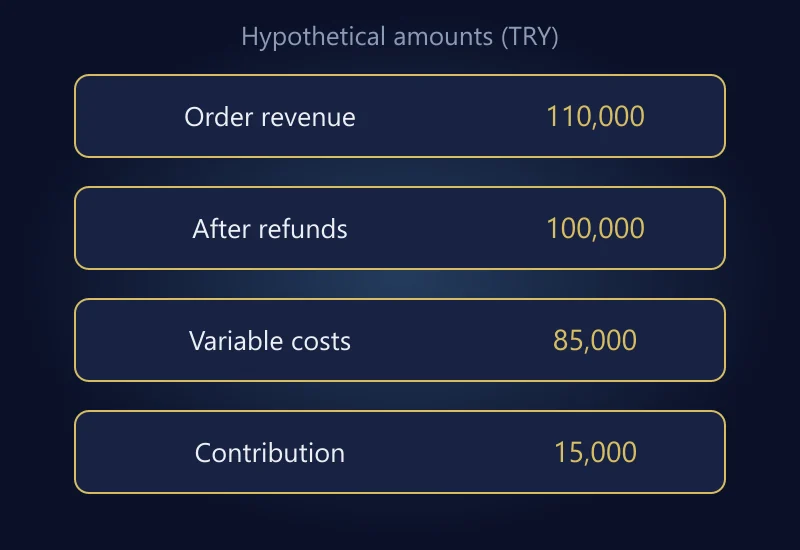 Hypothetical amounts (TRY)
Order revenue 110,000
After refunds 100,000
Variable costs 85,000
Contribution 15,000